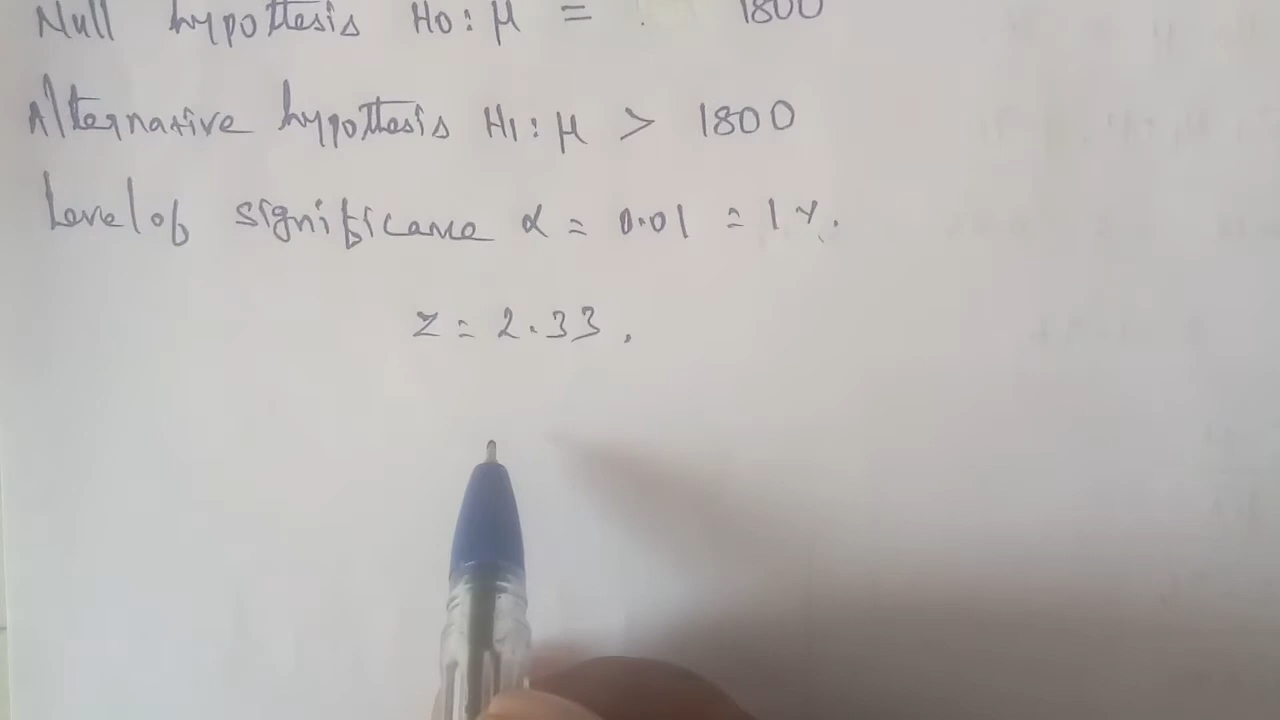 Null hypothesis H0 : μ = 1800
Alternative hypothesis H1 : μ > 1800
Level of significance α = 0.01 = 1%.
z = 2.33.